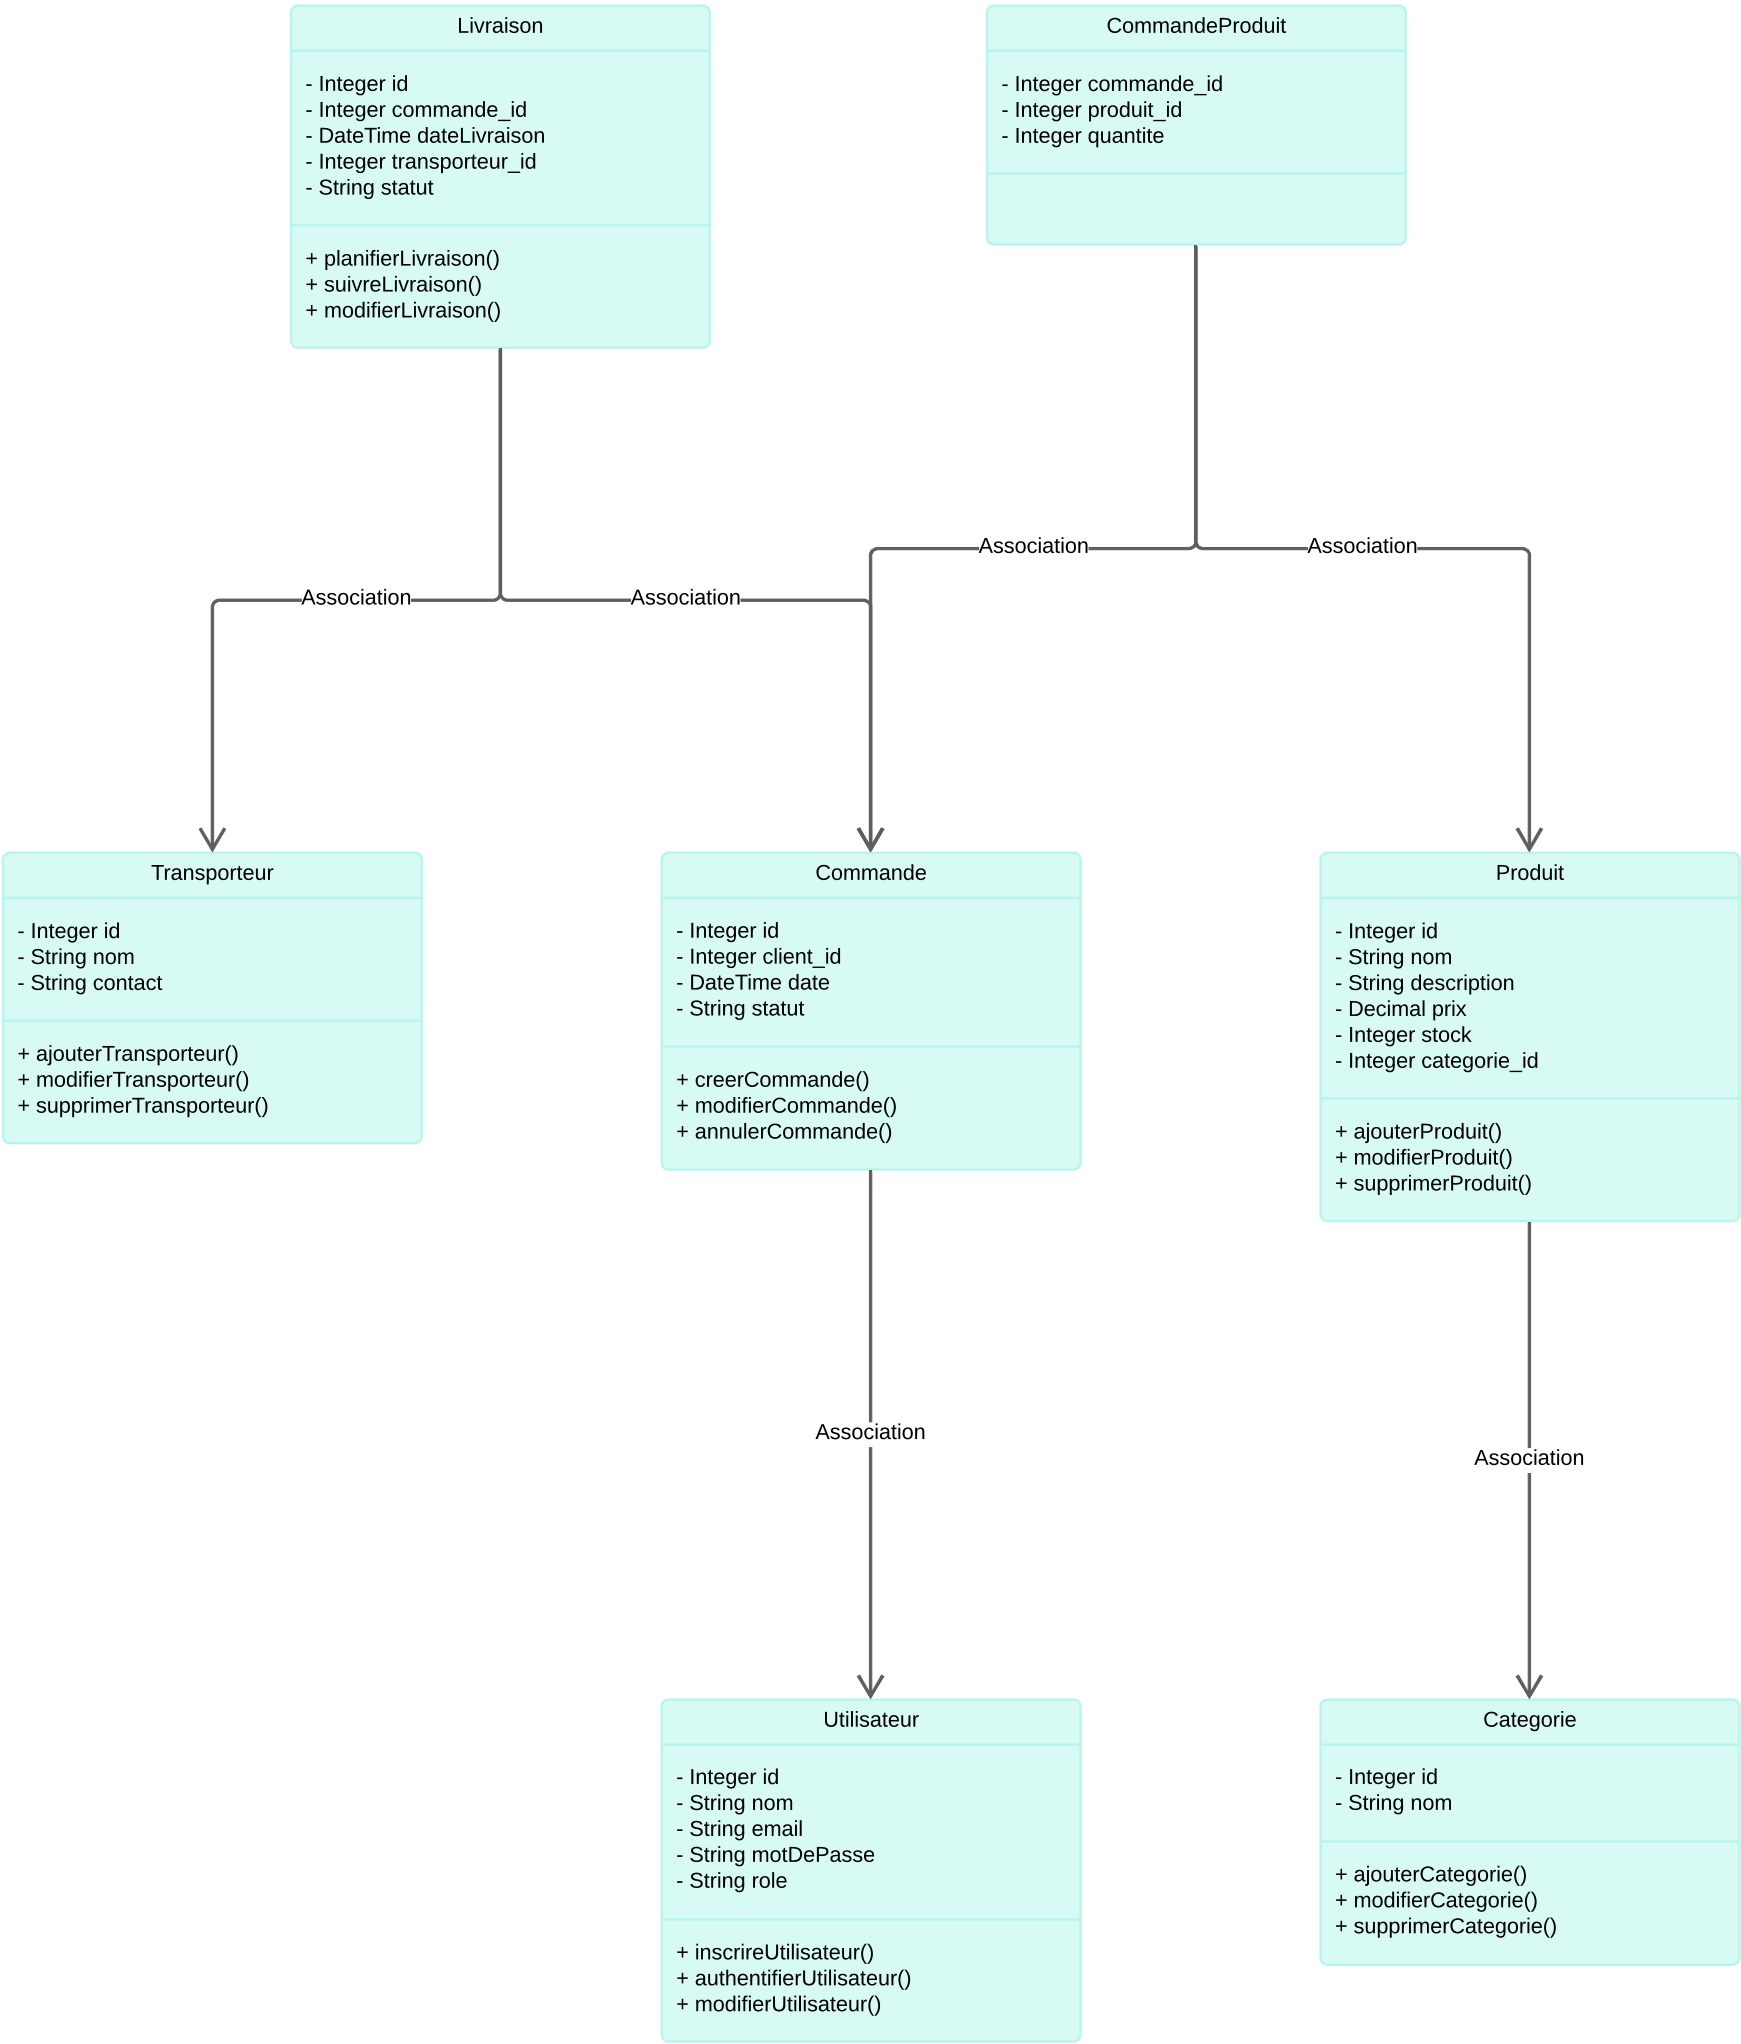 Livraison
- Integer id
- Integer commande_id
- DateTime dateLivraison
- Integer transporteur_id
- String statut
+ planifierLivraison()
+ suivreLivraison()
+ modifierLivraison()
CommandeProduit
- Integer commande_id
- Integer produit_id
- Integer quantite
Association
Association
Association
Association
Transporteur
- Integer id
- String nom
- String contact
+ ajouterTransporteur()
+ modifierTransporteur()
+ supprimerTransporteur()
Commande
- Integer id
- Integer client_id
- DateTime date
- String statut
+ creerCommande()
+ modifierCommande()
+ annulerCommande()
Produit
- Integer id
- String nom
- String description
- Decimal prix
- Integer stock
- Integer categorie_id
+ ajouterProduit()
+ modifierProduit()
+ supprimerProduit()
Association
Association
Utilisateur
- Integer id
- String nom
- String email
- String motDePasse
- String role
+ inscrireUtilisateur()
+ authentifierUtilisateur()
+ modifierUtilisateur()
Categorie
- Integer id
- String nom
+ ajouterCategorie()
+ modifierCategorie()
+ supprimerCategorie()